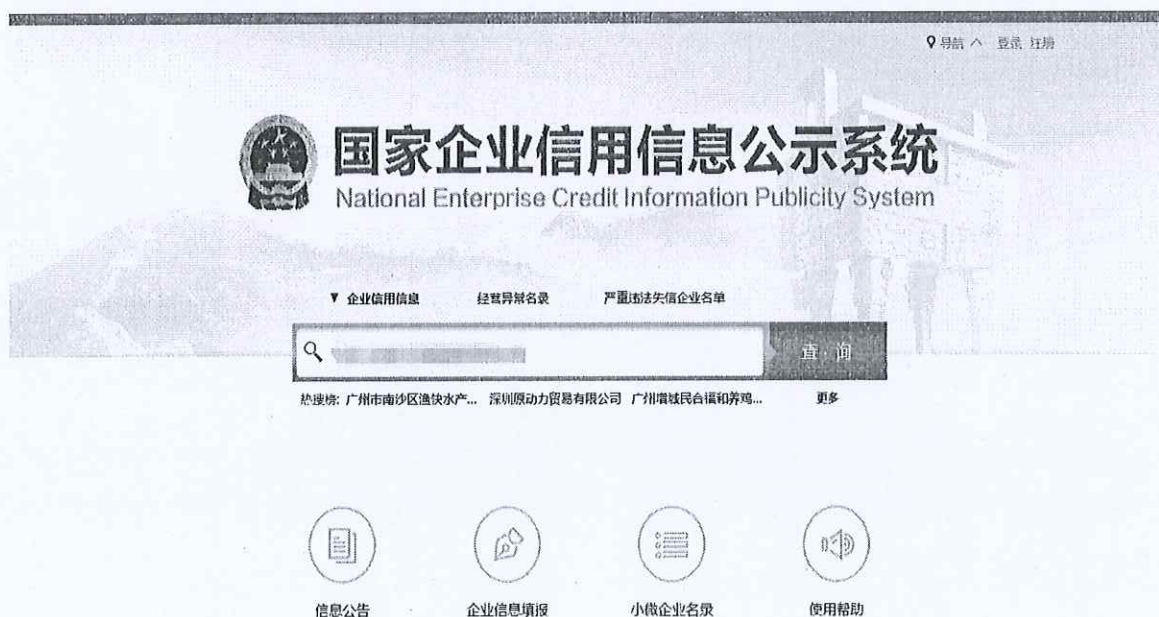 导航 登录 注册
国家企业信用信息公示系统
National Enterprise Credit Information Publicity System
▼ 企业信用信息 经营异常名录 严重违法失信企业名单
查 询
热搜榜: 广州市南沙区渔快水产... 深圳原动力贸易有限公司 广州增城民合福和养鸡... 更多
信息公告 企业信息填报 小微企业名录 使用帮助